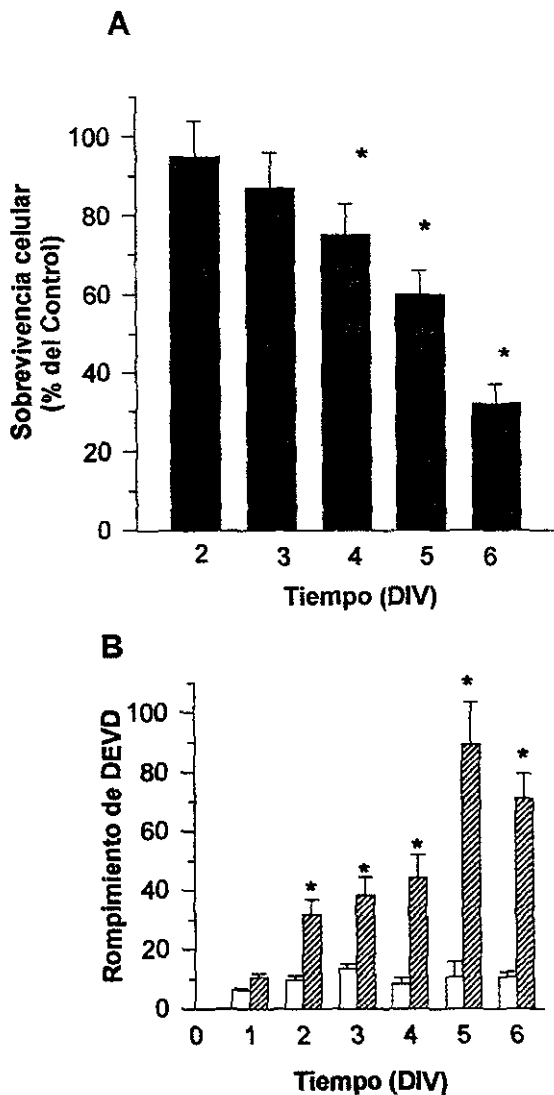 A
Sobrevivencia celular
(% del Control)
100
80
60
40
20
0
* * *
2 3 4 5 6
Tiempo (DIV)
B
Rompimiento de DEVD
100
80
60
40
20
0
* * * * *
0 1 2 3 4 5 6
Tiempo (DIV)